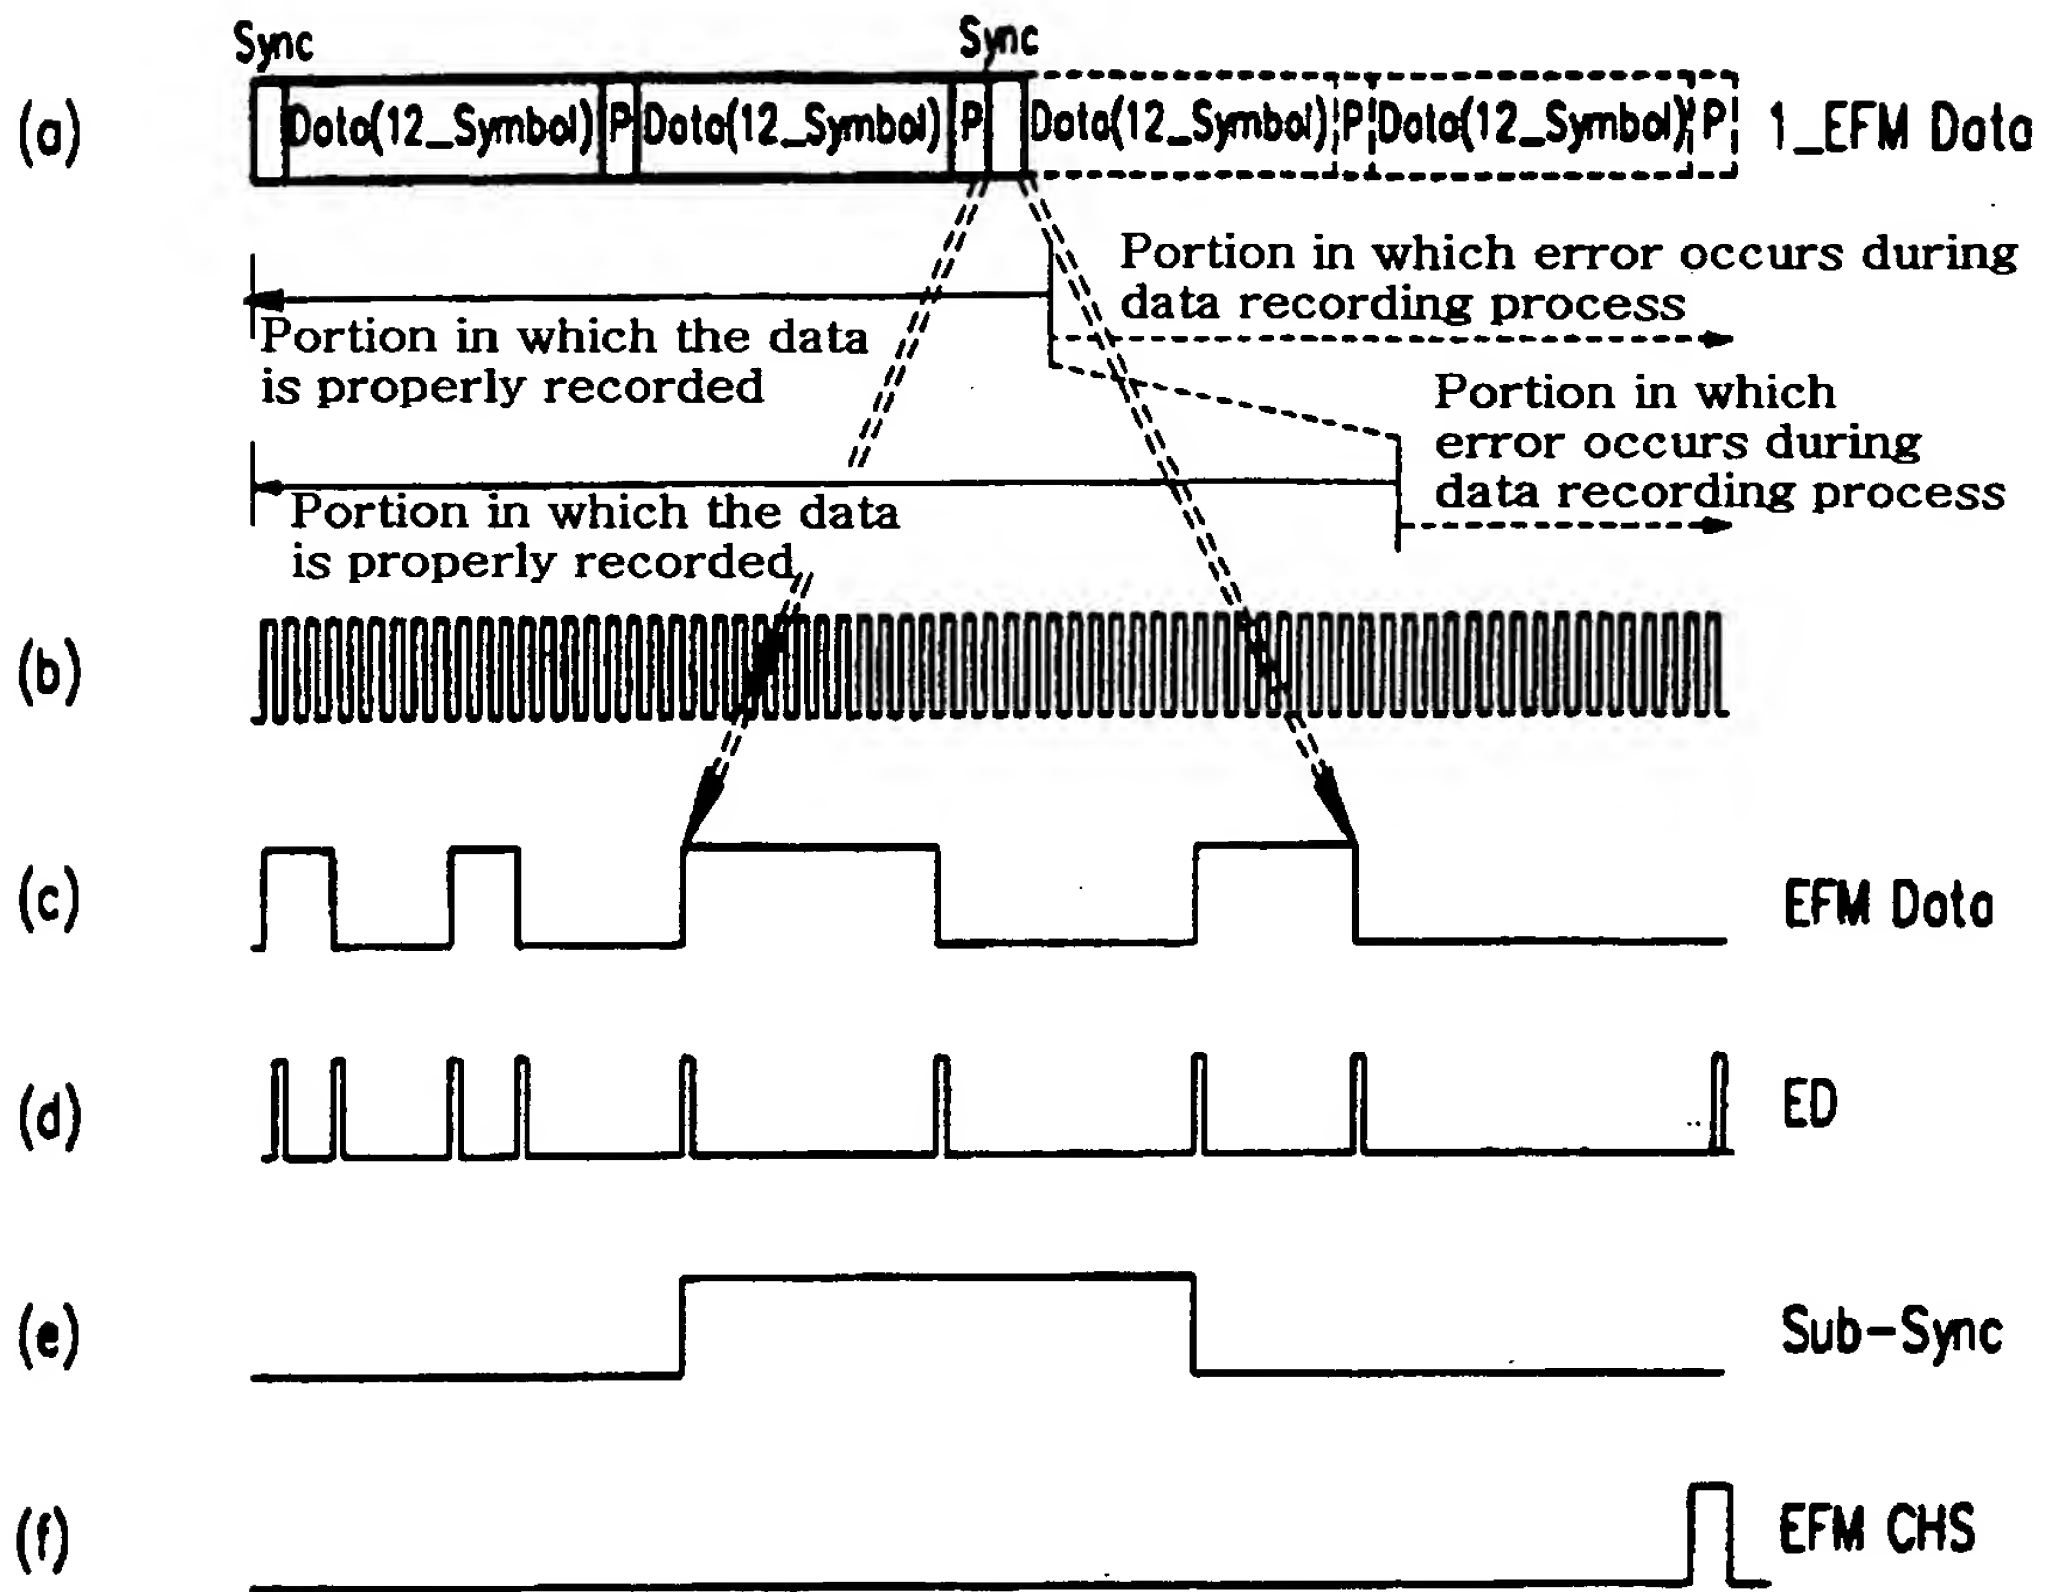 Sync Sync
(a) Data(12_Symbol) P Data(12_Symbol) P Data(12_Symbol) P Data(12_Symbol) P 1_EFM Data
Portion in which error occurs during
data recording process
Portion in which the data
is properly recorded
Portion in which
error occurs during
data recording process
Portion in which the data
is properly recorded
(b)
(c) EFM Data
(d) ED
(e) Sub-Sync
(f) EFM CHS